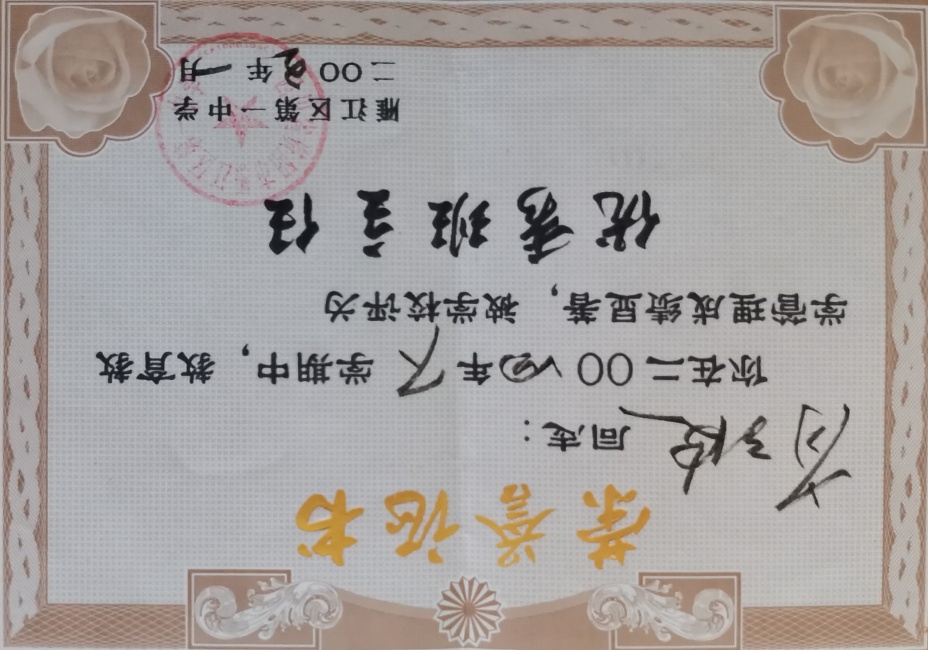 荣誉证书
同志：
你在二00四年下学期中，教育教
学管理成绩显著，被学校评为
优秀班主任
雁江区第一中学
二00五年一月